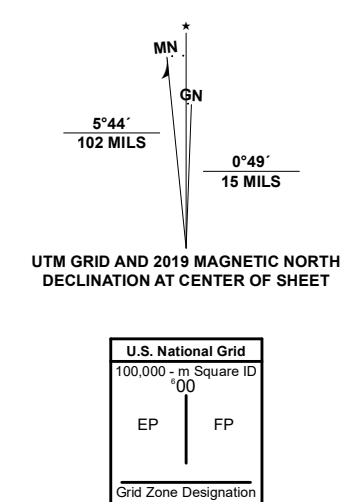 ★
MN
GN
5°44´
102 MILS
0°49´
15 MILS
UTM GRID AND 2019 MAGNETIC NORTH
DECLINATION AT CENTER OF SHEET
U.S. National Grid
100,000 - m Square ID
⁶00
EP FP
Grid Zone Designation